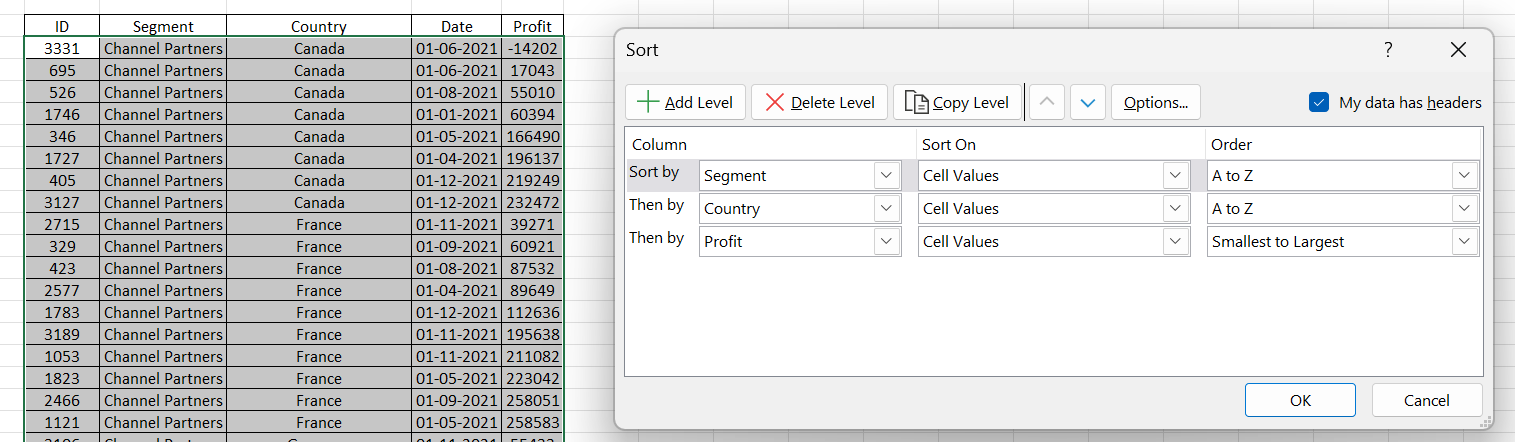 ID Segment Country Date Profit
3331 Channel Partners Canada 01-06-2021 -14202
695 Channel Partners Canada 01-06-2021 17043
526 Channel Partners Canada 01-08-2021 55010
1746 Channel Partners Canada 01-01-2021 60394
346 Channel Partners Canada 01-05-2021 166490
1727 Channel Partners Canada 01-04-2021 196137
405 Channel Partners Canada 01-12-2021 219249
3127 Channel Partners Canada 01-12-2021 232472
2715 Channel Partners France 01-11-2021 39271
329 Channel Partners France 01-09-2021 60921
423 Channel Partners France 01-08-2021 87532
2577 Channel Partners France 01-04-2021 89649
1783 Channel Partners France 01-12-2021 112636
3189 Channel Partners France 01-11-2021 195638
1053 Channel Partners France 01-11-2021 211082
1823 Channel Partners France 01-05-2021 223042
2466 Channel Partners France 01-09-2021 258051
1121 Channel Partners France 01-05-2021 258583
Sort ?
Add Level Delete Level Copy Level Options... My data has headers
Column Sort On Order
Sort by Segment Cell Values A to Z
Then by Country Cell Values A to Z
Then by Profit Cell Values Smallest to Largest
OK Cancel